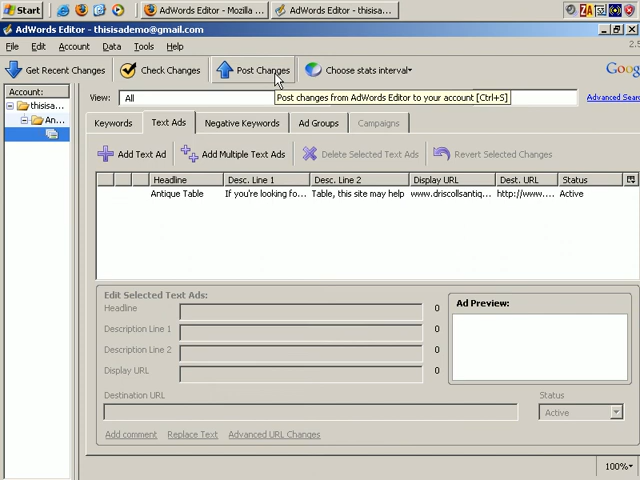 Start
AdWords Editor - Mozilla ...
AdWords Editor - thisi...
ZA
AdWords Editor - thisisademo@gmail.com
File Edit Account Data Tools Help
Get Recent Changes Check Changes Post Changes Choose stats interval
Post changes from AdWords Editor to your account [Ctrl+S]
Account:
thisisa...
An...
View: All
Advanced Sear
Keywords Text Ads Negative Keywords Ad Groups Campaigns
Add Text Ad Add Multiple Text Ads Delete Selected Text Ads Revert Selected Changes
Headline Desc. Line 1 Desc. Line 2 Display URL Dest. URL Status
Antique Table If you're looking fo... Table, this site may help www.driscollsantiq... http://www.... Active
Edit Selected Text Ads:
Headline 0
Description Line 1 0
Description Line 2 0
Display URL 0
Ad Preview:
Destination URL
Status
Active
Add comment Replace Text Advanced URL Changes
100%